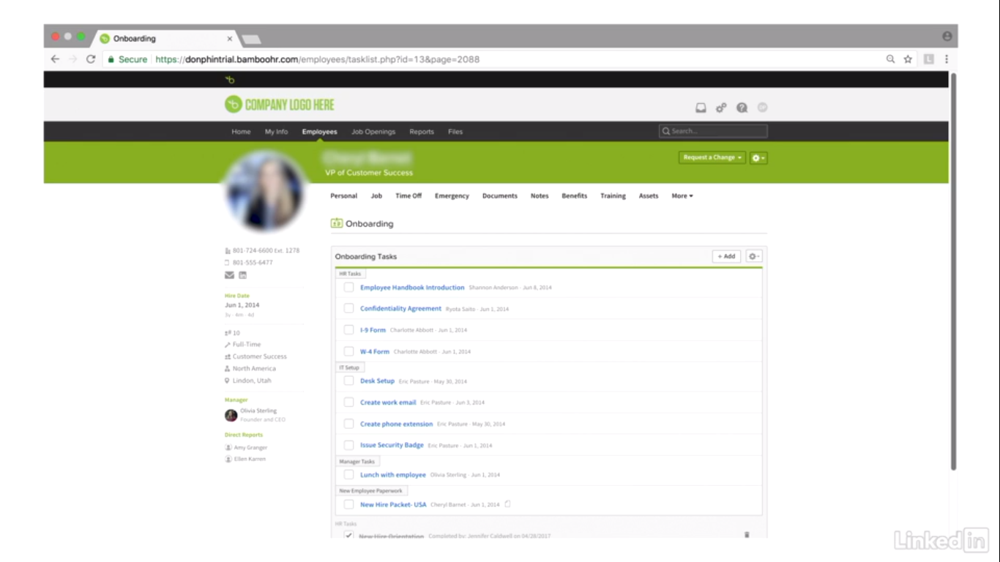 Onboarding
Secure https://donphintrial.bamboohr.com/employees/tasklist.php?id=13&page=2088
COMPANY LOGO HERE
Home My Info Employees Job Openings Reports Files Search...
Request a Change
VP of Customer Success
Personal Job Time Off Emergency Documents Notes Benefits Training Assets More
Onboarding
801-724-6600 Ext. 1278
801-555-6477
Hire Date
Jun 1, 2014
3y - 4m - 4d
10
Full-Time
Customer Success
North America
Lindon, Utah
Manager
Olivia Sterling
Founder and CEO
Direct Reports
Amy Granger
Ellen Karren
Onboarding Tasks + Add
HR Tasks
Employee Handbook Introduction Shannon Anderson - Jun 8, 2014
Confidentiality Agreement Ryota Saito - Jun 1, 2014
I-9 Form Charlotte Abbott - Jun 1, 2014
W-4 Form Charlotte Abbott - Jun 1, 2014
IT Setup
Desk Setup Eric Pasture - May 30, 2014
Create work email Eric Pasture - Jun 3, 2014
Create phone extension Eric Pasture - May 30, 2014
Issue Security Badge Eric Pasture - Jun 1, 2014
Manager Tasks
Lunch with employee Olivia Sterling - Jun 1, 2014
New Employee Paperwork
New Hire Packet- USA Cheryl Barnet - Jun 1, 2014
HR Tasks
New Hire Orientation Completed by: Jennifer Caldwell on 04/28/2017
Linked in